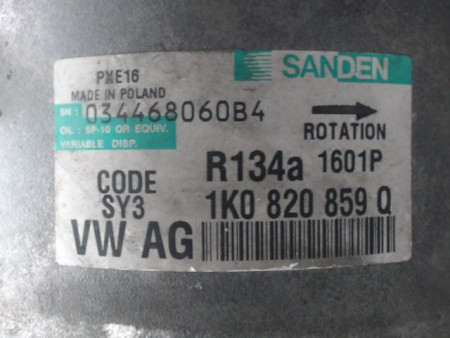 SANDEN
PXE16
MADE IN POLAND
SN : 034468060B4
OIL : SP-10 OR EQUIV.
VARIABLE DISP.
ROTATION
R134a 1601P
CODE
SY3
1K0 820 859 Q
VW AG